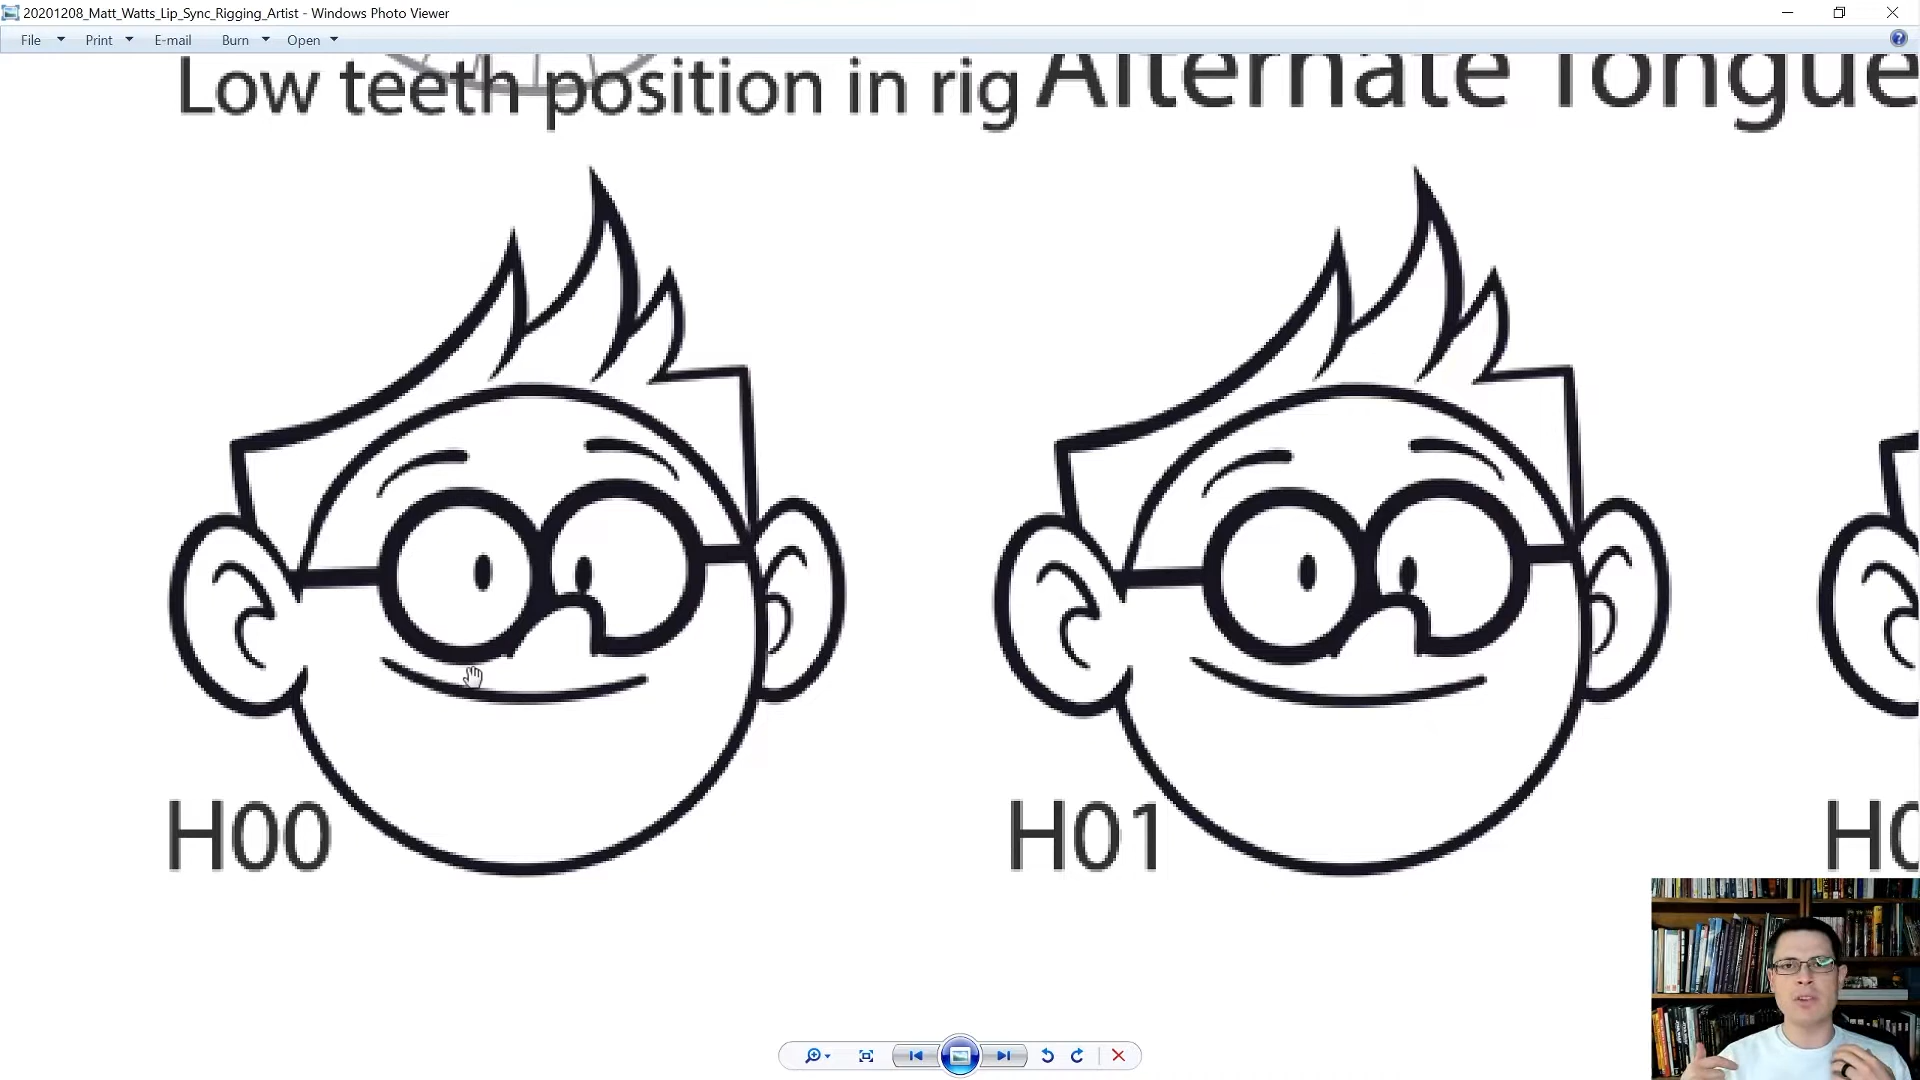 20201208_Matt_Watts_Lip_Sync_Rigging_Artist - Windows Photo Viewer
File Print E-mail Burn Open
Low teeth position in rig Alternate Tongue
H00 H01